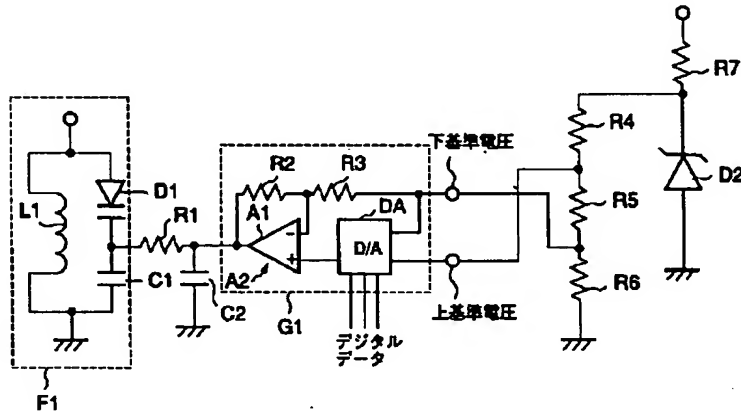 R7
R4
下基準電圧
D2
R2
R3
D1
DA
R5
L1
R1
A1
D/A
−
+
A2
R6
C1
C2
G1
上基準電圧
デジタル
データ
F1